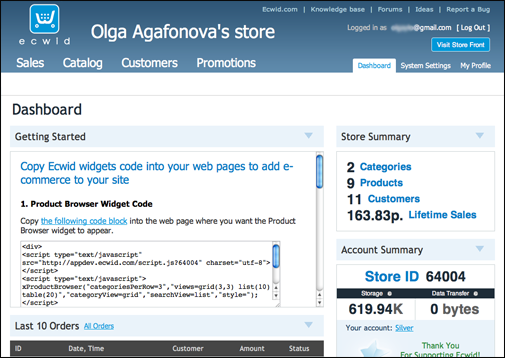 Ecwid.com | Knowledge base | Forums | Ideas | Report a Bug
ecwid
Olga Agafonova's store
Logged in as @gmail.com [ Log Out ]
Visit Store Front
Sales Catalog Customers Promotions
Dashboard System Settings My Profile
Dashboard
Getting Started
Copy Ecwid widgets code into your web pages to add e-
commerce to your site
1. Product Browser Widget Code
Copy the following code block into the web page where you want the Product
Browser widget to appear.
<div>
<script type="text/javascript"
src="http://appdev.ecwid.com/script.js?64004" charset="utf-8">
</script>
<script type="text/javascript">
xProductBrowser("categoriesPerRow=3","views=grid(3,3) list(10)
table(20)","categoryView=grid","searchView=list","style=");
</script>
Last 10 Orders All Orders
ID Date, Time Customer Amount Status
Store Summary
2 Categories
9 Products
11 Customers
163.83p. Lifetime Sales
Account Summary
Store ID 64004
Storage Data Transfer
619.94K 0 bytes
Your account: Silver
Thank You
For Supporting Ecwid!